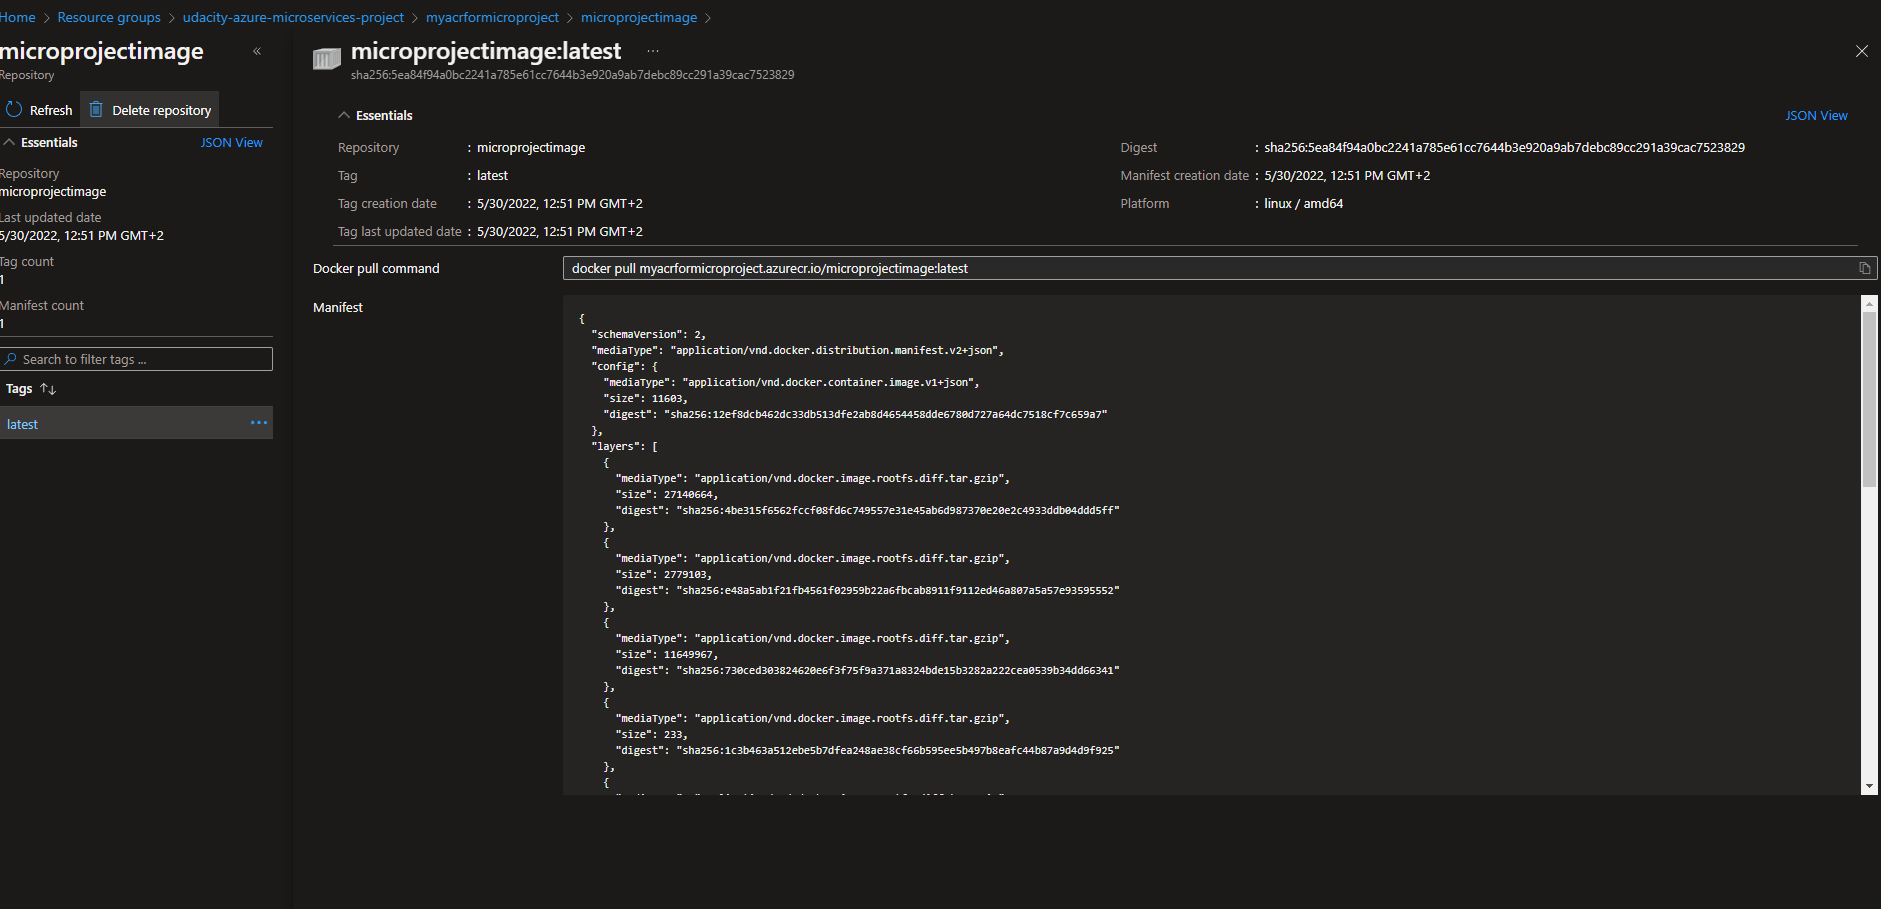 Home > Resource groups > udacity-azure-microservices-project > myacrformicroproject > microprojectimage >
microprojectimage «
Repository
Refresh Delete repository
Essentials JSON View
Repository
microprojectimage
Last updated date
5/30/2022, 12:51 PM GMT+2
Tag count
1
Manifest count
1
Search to filter tags ...
Tags ↑↓
latest ...
microprojectimage:latest ...
sha256:5ea84f94a0bc2241a785e61cc7644b3e920a9ab7debc89cc291a39cac7523829
Essentials JSON View
Repository : microprojectimage
Tag : latest
Tag creation date : 5/30/2022, 12:51 PM GMT+2
Tag last updated date : 5/30/2022, 12:51 PM GMT+2
Digest : sha256:5ea84f94a0bc2241a785e61cc7644b3e920a9ab7debc89cc291a39cac7523829
Manifest creation date : 5/30/2022, 12:51 PM GMT+2
Platform : linux / amd64
Docker pull command docker pull myacrformicroproject.azurecr.io/microprojectimage:latest
Manifest
{
"schemaVersion": 2,
"mediaType": "application/vnd.docker.distribution.manifest.v2+json",
"config": {
"mediaType": "application/vnd.docker.container.image.v1+json",
"size": 11603,
"digest": "sha256:12ef8dcb462dc33db513dfe2ab8d4654458dde6780d727a64dc7518cf7c659a7"
},
"layers": [
{
"mediaType": "application/vnd.docker.image.rootfs.diff.tar.gzip",
"size": 27140664,
"digest": "sha256:4be315f6562fccf08fd6c749557e31e45ab6d987370e20e2c4933ddb04ddd5ff"
},
{
"mediaType": "application/vnd.docker.image.rootfs.diff.tar.gzip",
"size": 2779103,
"digest": "sha256:e48a5ab1f21fb4561f02959b22a6fbcab8911f9112ed46a807a5a57e93595552"
},
{
"mediaType": "application/vnd.docker.image.rootfs.diff.tar.gzip",
"size": 11649967,
"digest": "sha256:730ced303824620e6f3f75f9a371a8324bde15b3282a222cea0539b34dd66341"
},
{
"mediaType": "application/vnd.docker.image.rootfs.diff.tar.gzip",
"size": 233,
"digest": "sha256:1c3b463a512ebe5b7dfea248ae38cf66b595ee5b497b8eafc44b87a9d4d9f925"
},
{